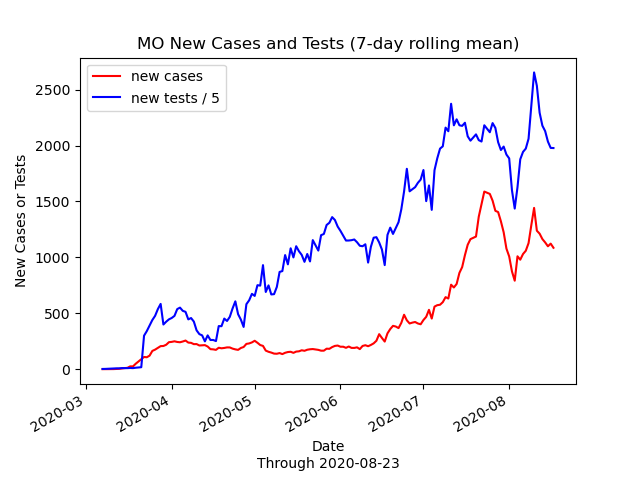 MO New Cases and Tests (7-day rolling mean)
new cases
new tests / 5
New Cases or Tests
2500
2000
1500
1000
500
0
2020-03
2020-04
2020-05
2020-06
2020-07
2020-08
Date
Through 2020-08-23